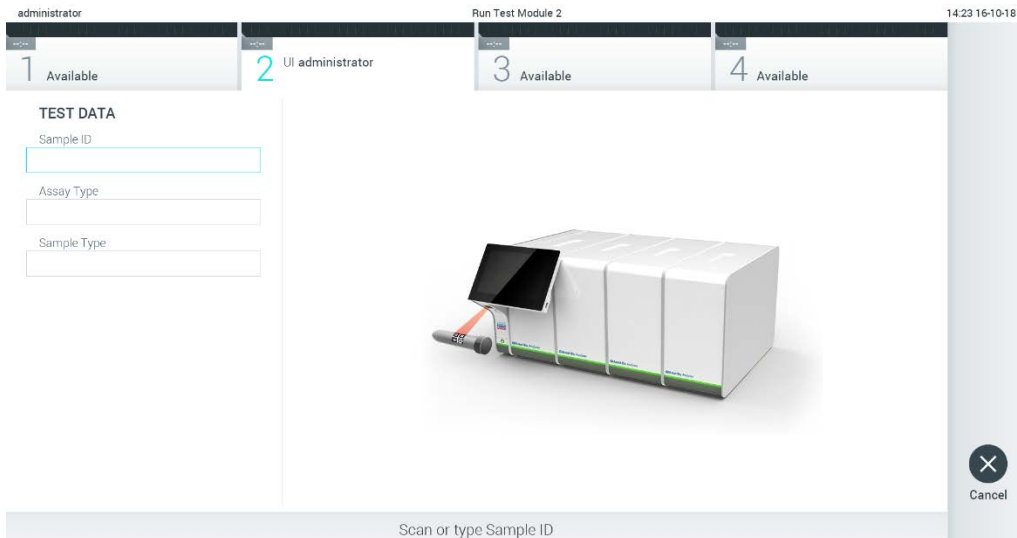 administrator
Run Test Module 2
14:23 16-10-18
--:--
1 Available
--:--
2 UI administrator
--:--
3 Available
--:--
4 Available
TEST DATA
Sample ID
Assay Type
Sample Type
Cancel
Scan or type Sample ID